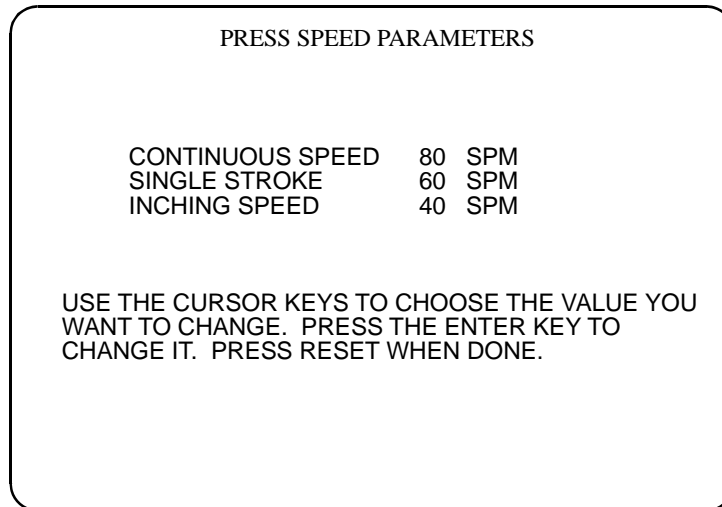 PRESS SPEED PARAMETERS
CONTINUOUS SPEED 80 SPM
SINGLE STROKE 60 SPM
INCHING SPEED 40 SPM
USE THE CURSOR KEYS TO CHOOSE THE VALUE YOU
WANT TO CHANGE. PRESS THE ENTER KEY TO
CHANGE IT. PRESS RESET WHEN DONE.